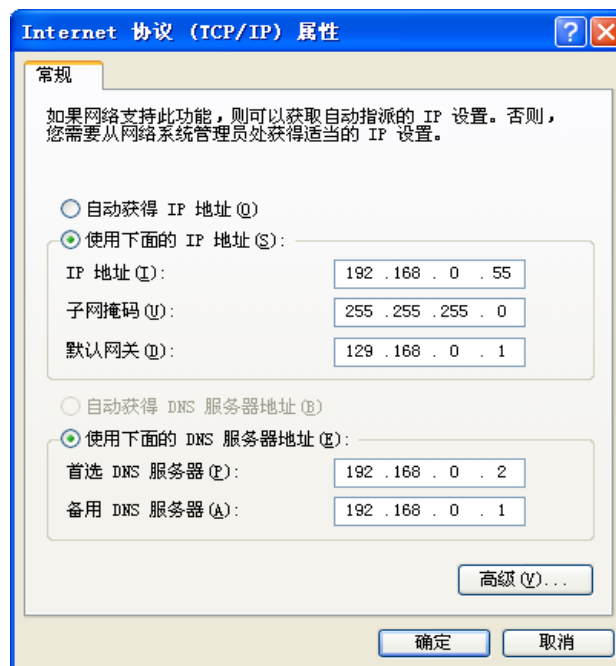 Internet 协议 (TCP/IP) 属性
常规
如果网络支持此功能，则可以获取自动指派的 IP 设置。否则，
您需要从网络系统管理员处获得适当的 IP 设置。
自动获得 IP 地址(O)
使用下面的 IP 地址(S):
IP 地址(I): 192 .168 . 0 . 55
子网掩码(U): 255 .255 .255 . 0
默认网关(D): 129 .168 . 0 . 1
自动获得 DNS 服务器地址(B)
使用下面的 DNS 服务器地址(E):
首选 DNS 服务器(P): 192 .168 . 0 . 2
备用 DNS 服务器(A): 192 .168 . 0 . 1
高级(V)...
确定 取消